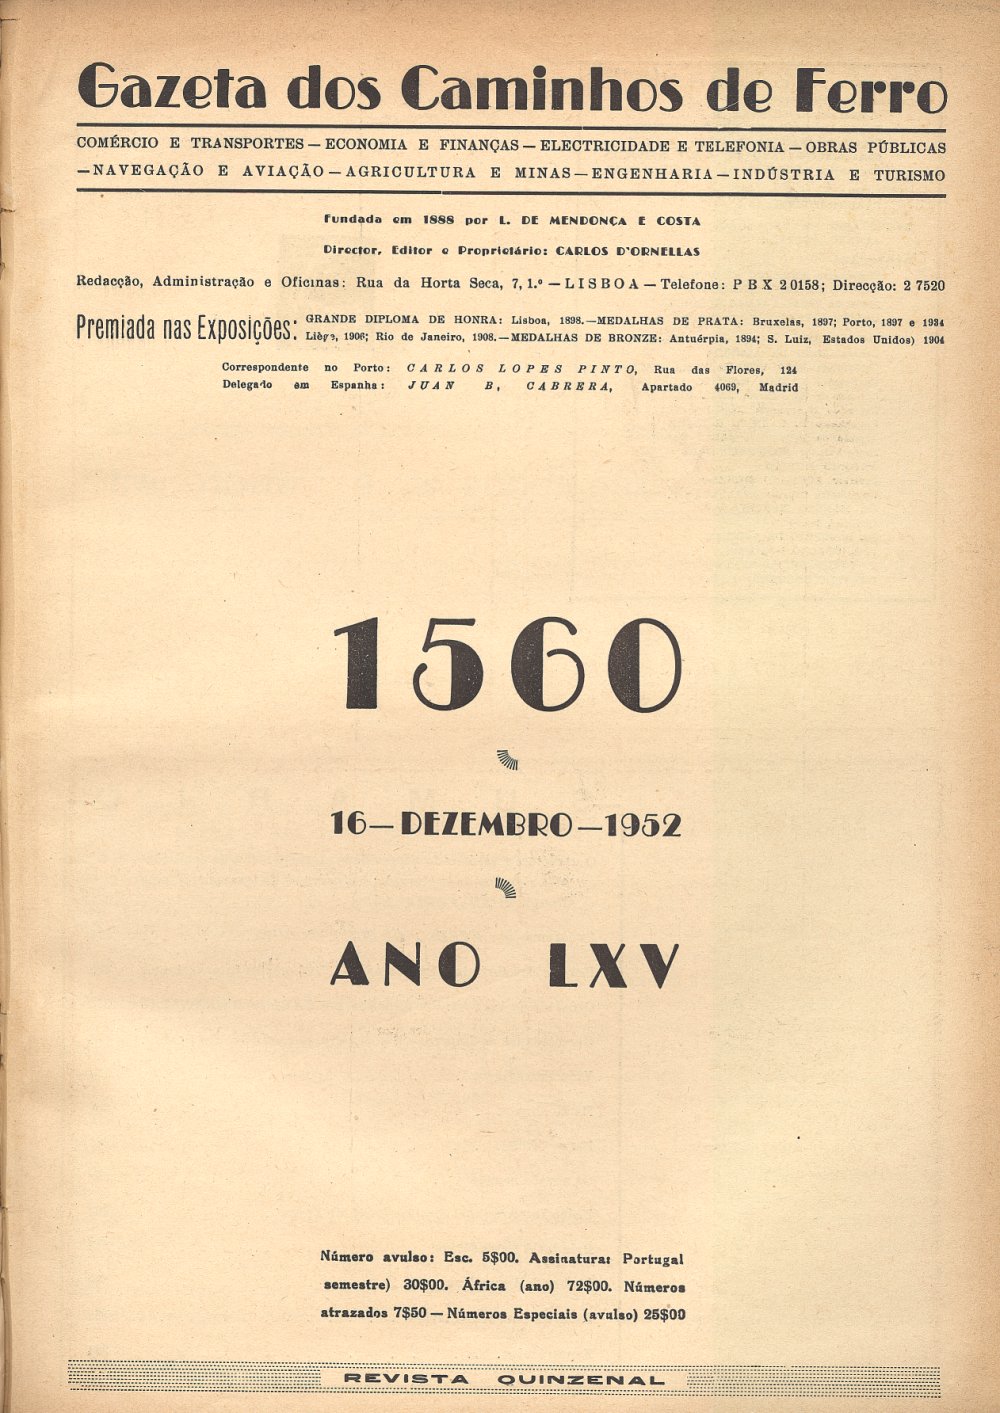 Gazeta dos Caminhos de Ferro
COMÉRCIO E TRANSPORTES — ECONOMIA E FINANÇAS — ELECTRICIDADE E TELEFONIA — OBRAS PÚBLICAS
— NAVEGAÇÃO E AVIAÇÃO — AGRICULTURA E MINAS — ENGENHARIA — INDÚSTRIA E TURISMO
Fundada em 1888 por L. DE MENDONÇA E COSTA
Director, Editor e Proprietário: CARLOS D'ORNELLAS
Redacção, Administração e Oficinas: Rua da Horta Seca, 7, 1.º — LISBOA — Telefone: PBX 20158; Direcção: 2 7520
Premiada nas Exposições:
GRANDE DIPLOMA DE HONRA: Lisboa, 1898. — MEDALHAS DE PRATA: Bruxelas, 1897; Porto, 1897 e 1934
Liège, 1906; Rio de Janeiro, 1908. — MEDALHAS DE BRONZE: Antuérpia, 1894; S. Luiz, Estados Unidos) 1904
Correspondente no Porto: CARLOS LOPES PINTO, Rua das Flores, 124
Delegado em Espanha: JUAN B, CABRERA, Apartado 4069, Madrid
1560
16 — DEZEMBRO — 1952
ANO LXV
Número avulso: Esc. 5$00. Assinatura: Portugal
semestre) 30$00. África (ano) 72$00. Números
atrazados 7$50 — Números Especiais (avulso) 25$00
REVISTA QUINZENAL